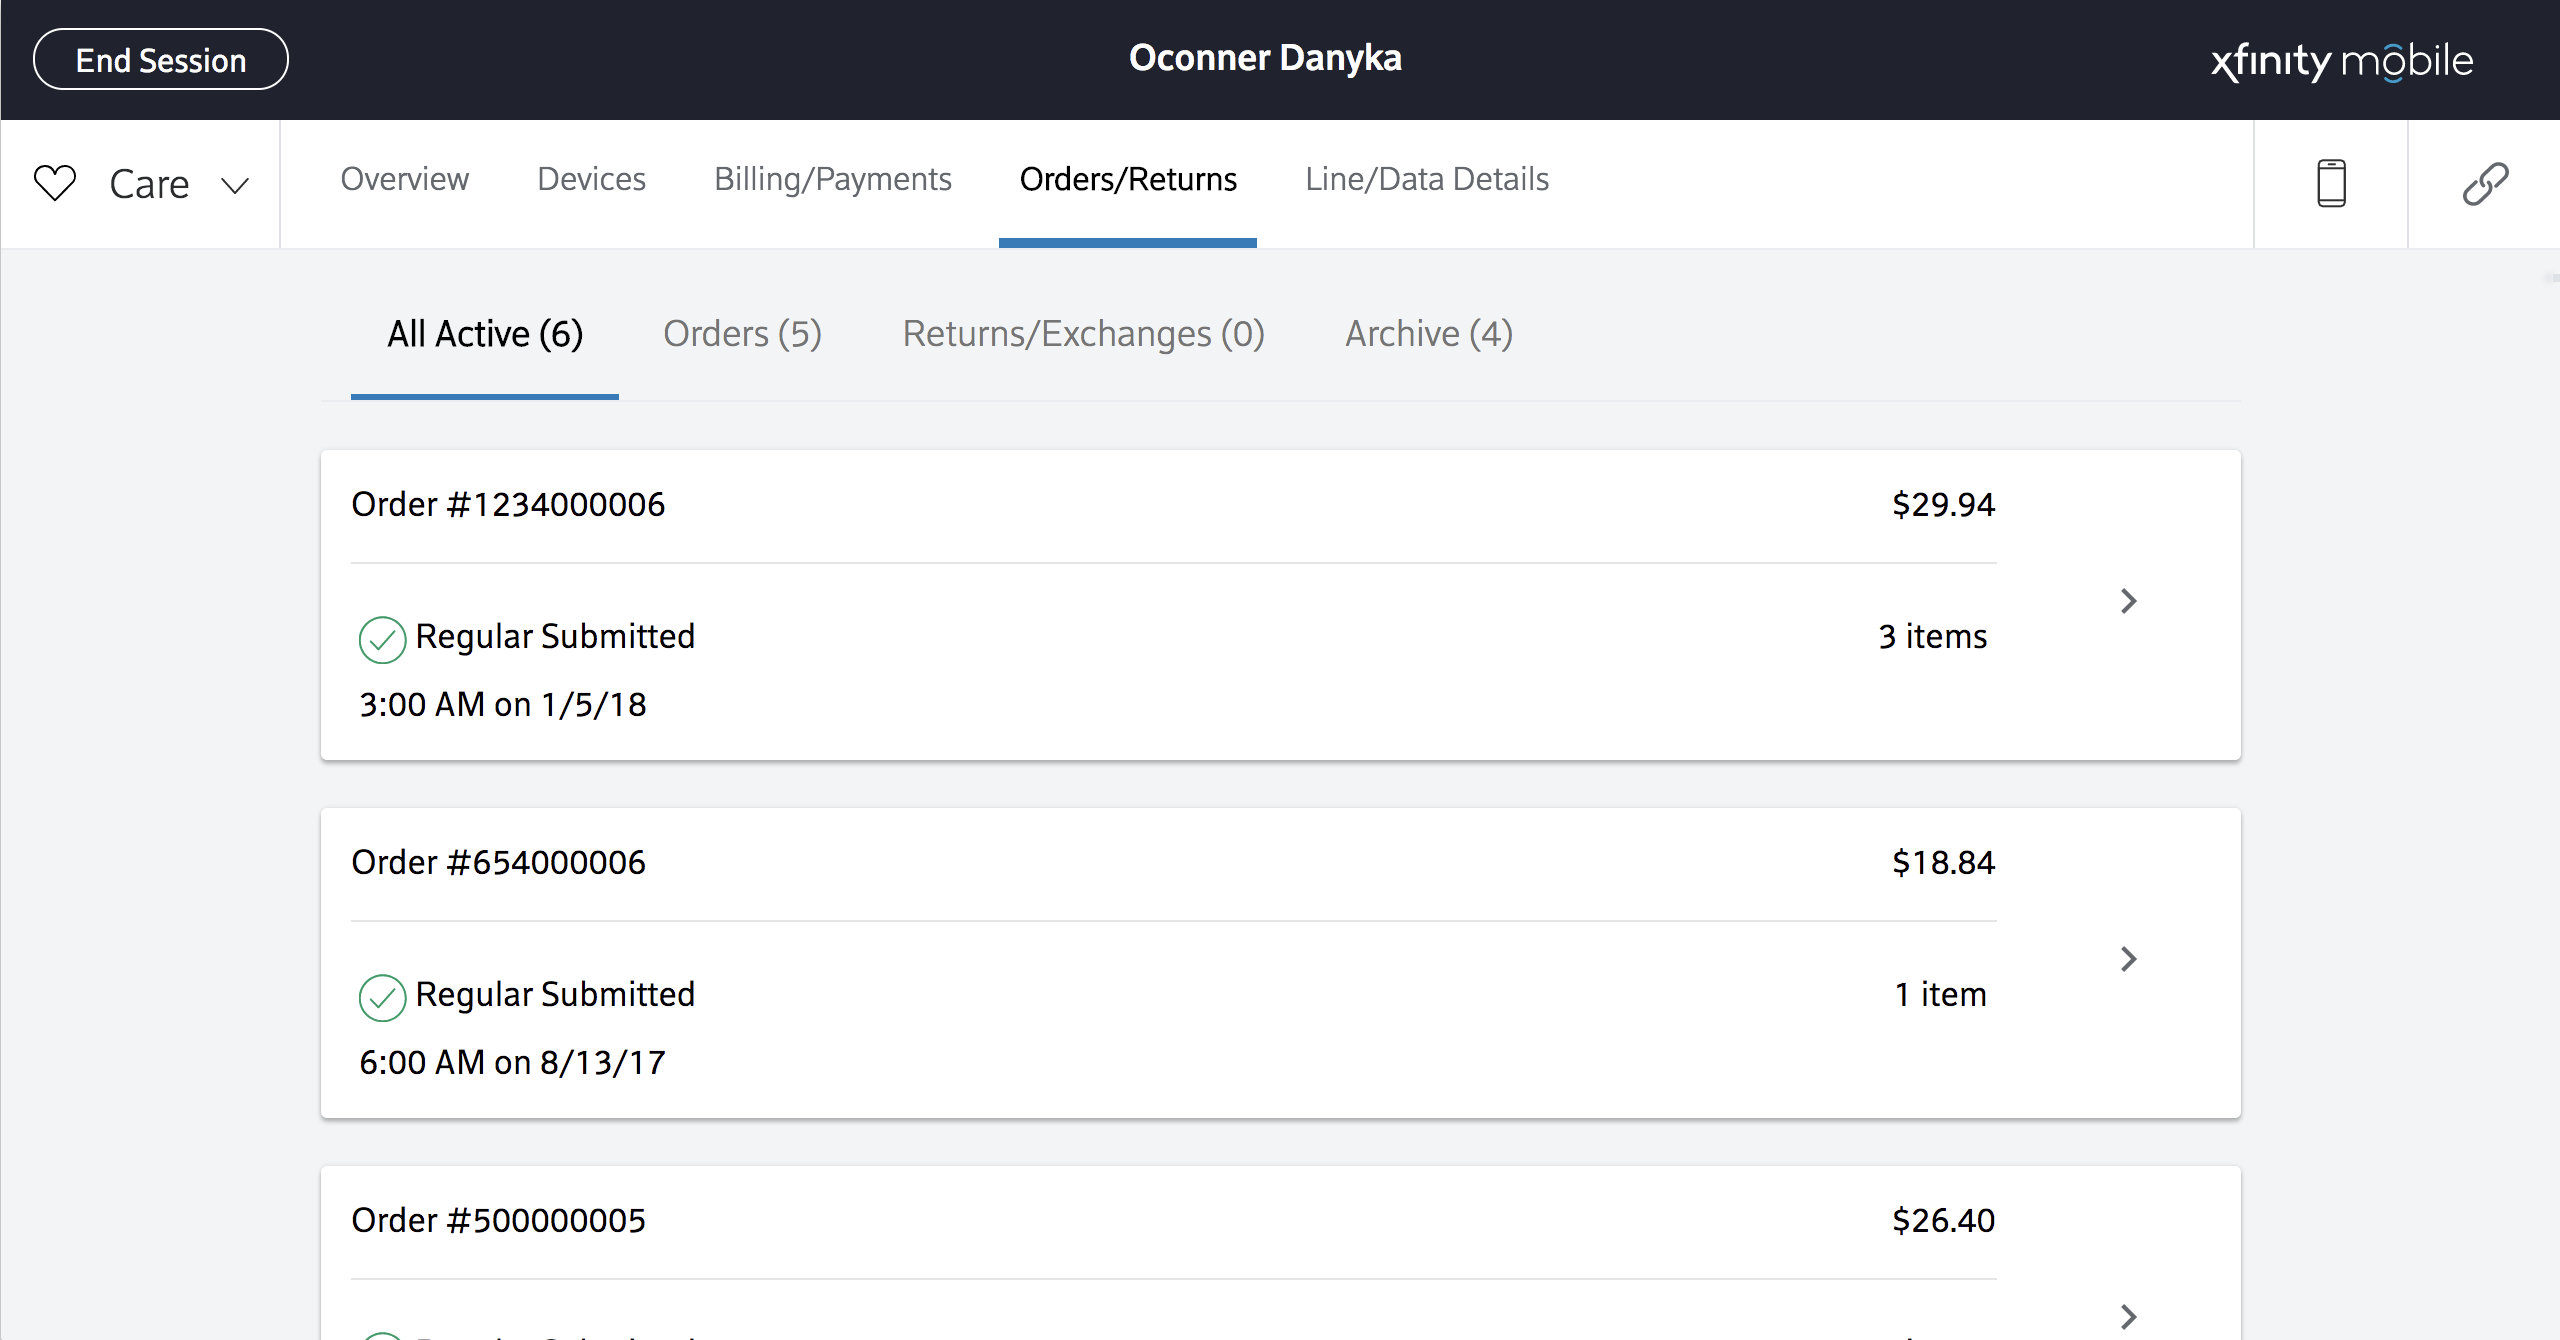 End Session
Oconner Danyka
xfinity mobile
Care
Overview
Devices
Billing/Payments
Orders/Returns
Line/Data Details
All Active (6)
Orders (5)
Returns/Exchanges (0)
Archive (4)
Order #1234000006
$29.94
Regular Submitted
3 items
3:00 AM on 1/5/18
Order #654000006
$18.84
Regular Submitted
1 item
6:00 AM on 8/13/17
Order #500000005
$26.40